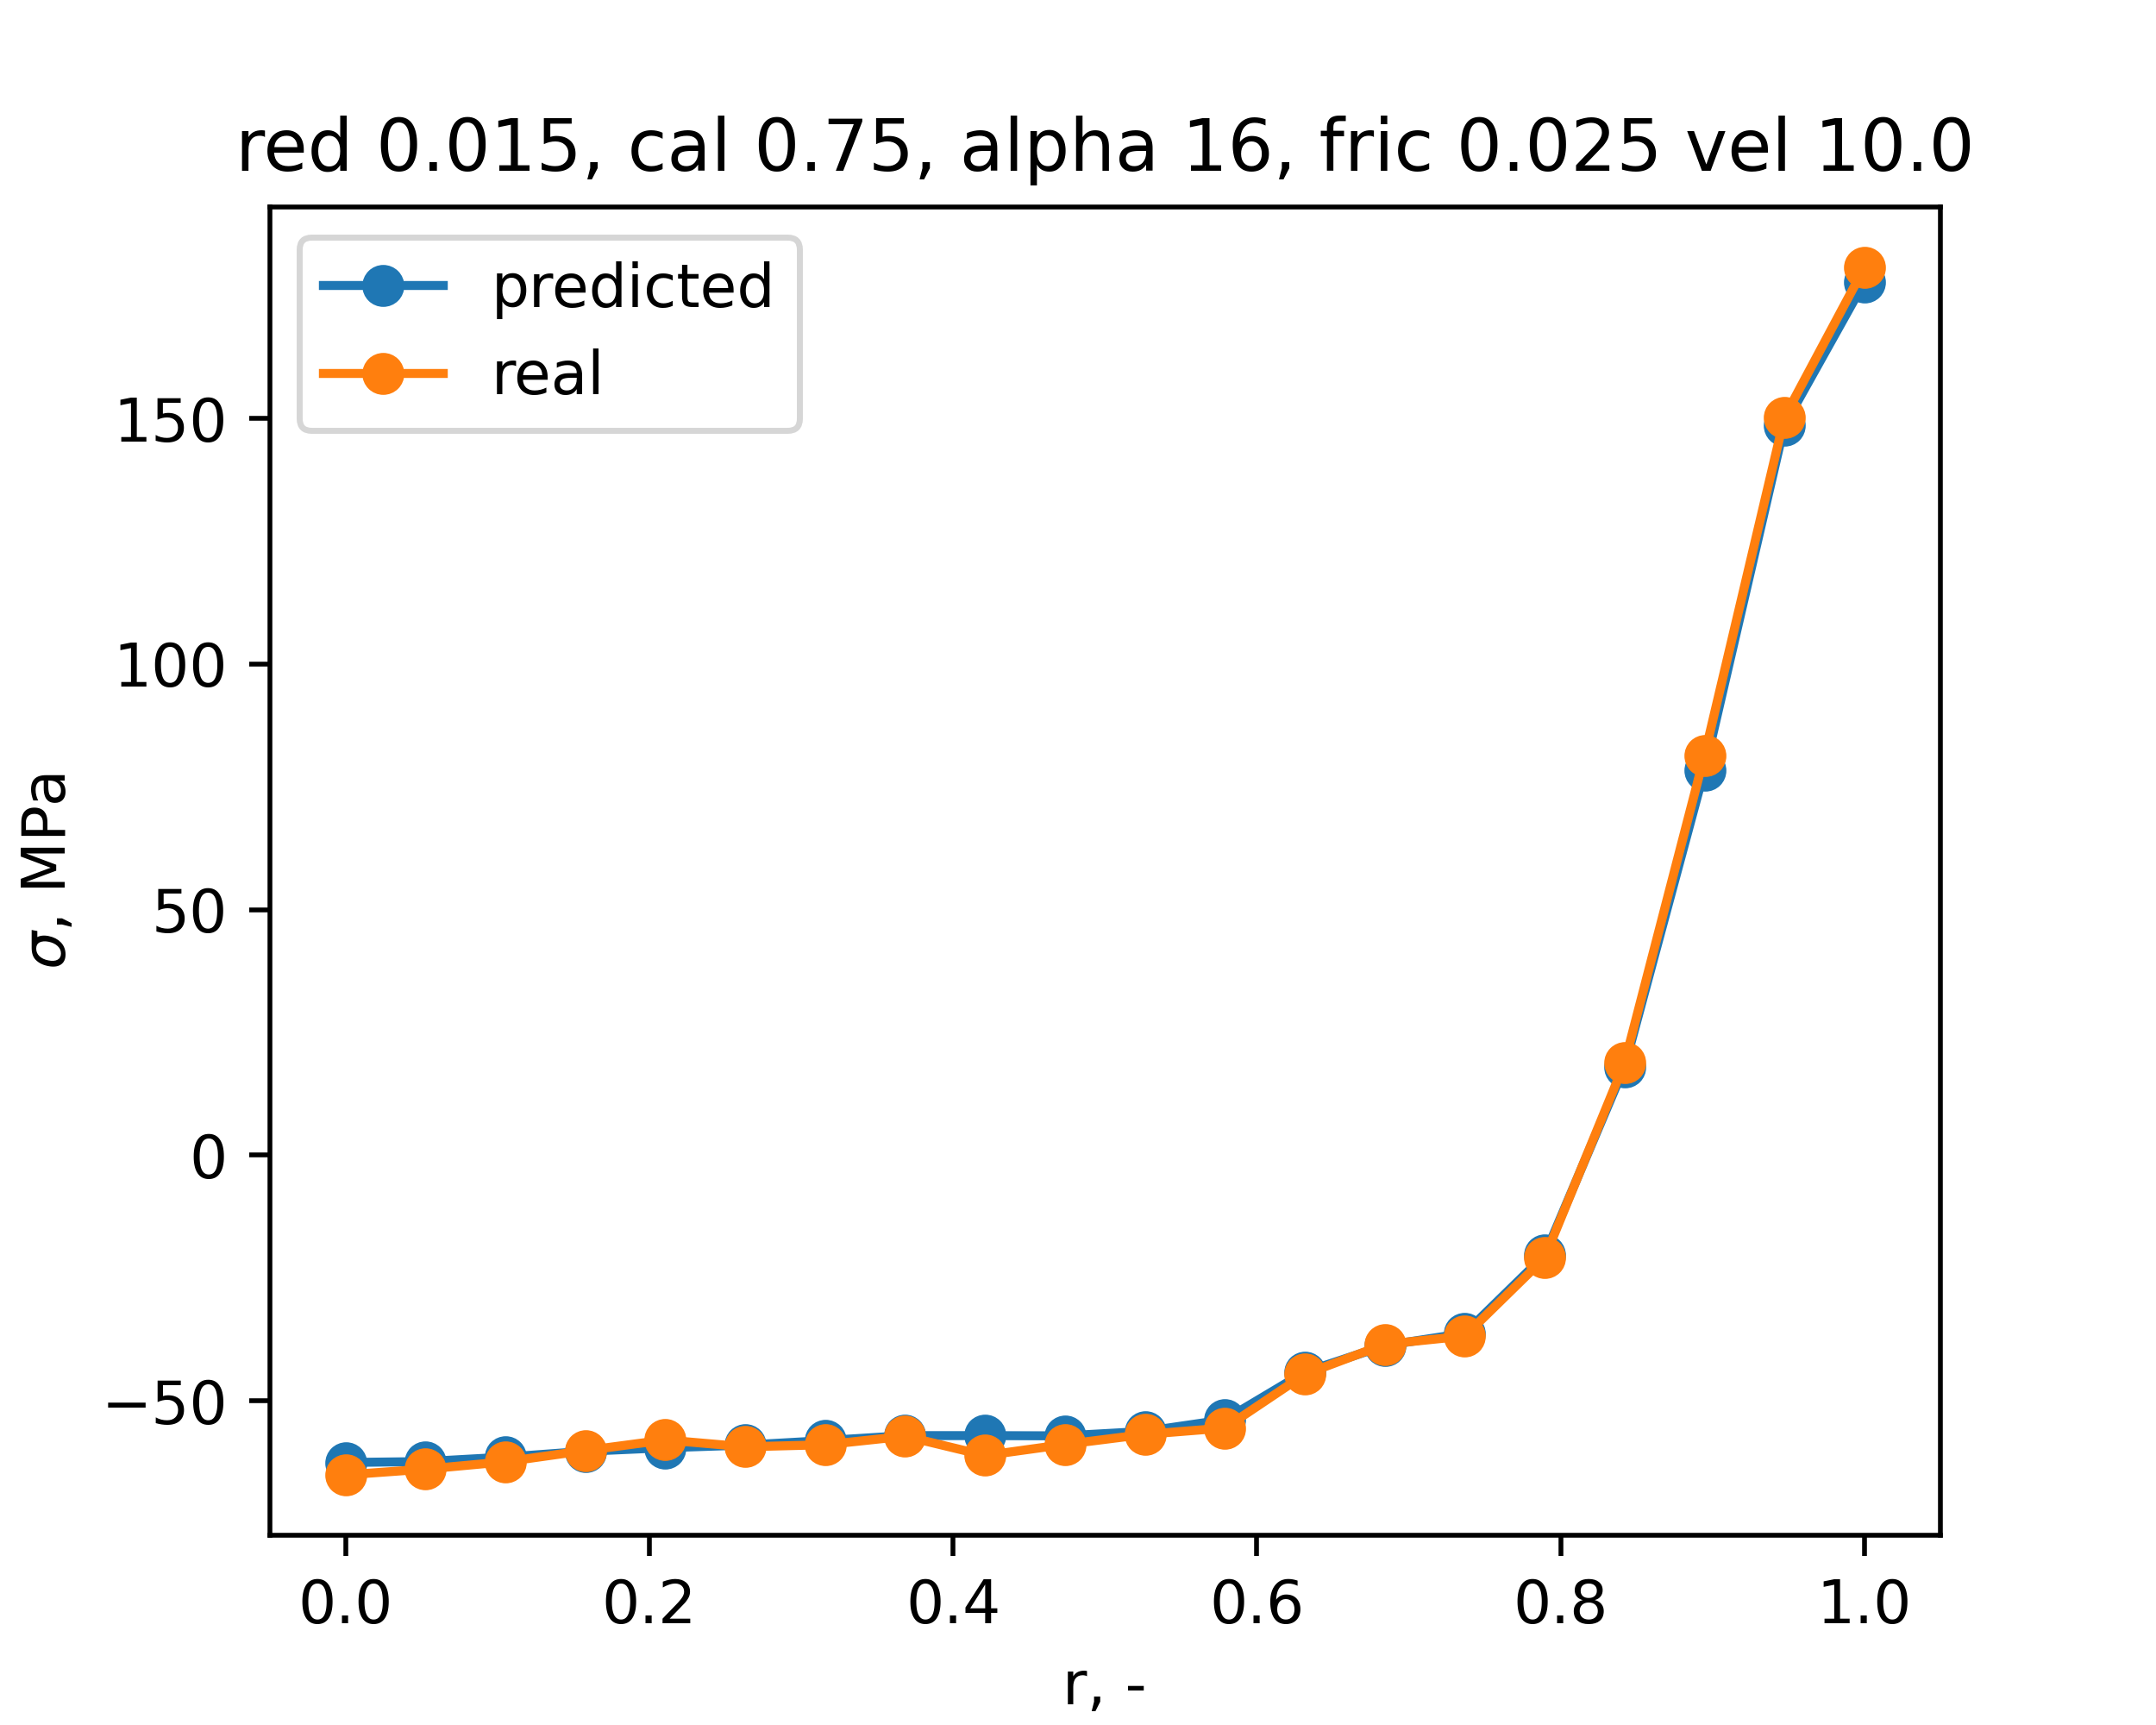 red 0.015, cal 0.75, alpha 16, fric 0.025 vel 10.0
predicted
real
150
100
50
0
−50
σ, MPa
0.0 0.2 0.4 0.6 0.8 1.0
r, -